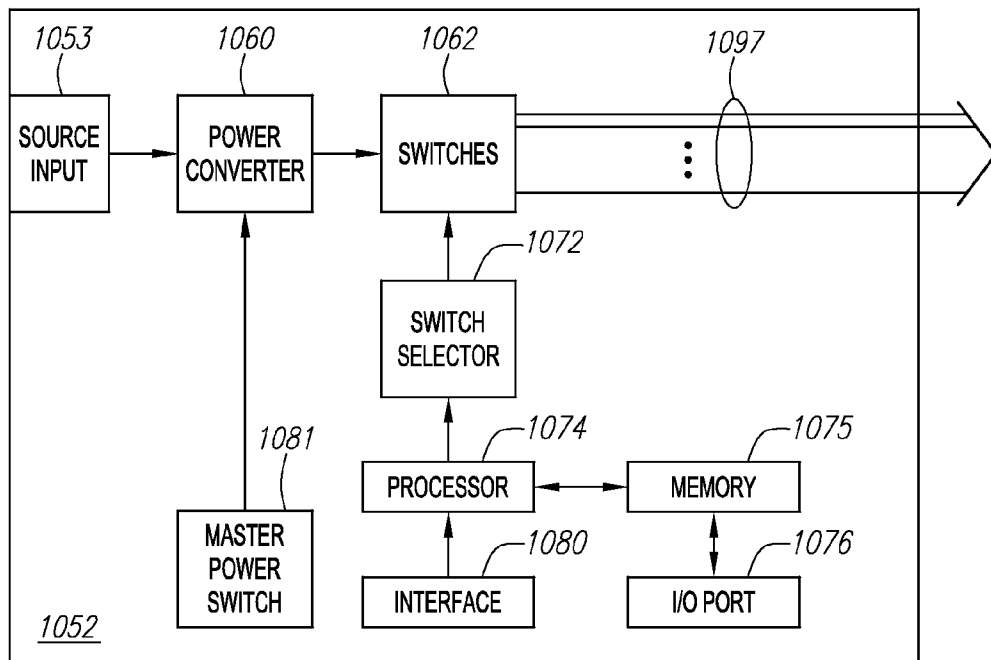 1053
1060
1062
1097
SOURCE
INPUT
POWER
CONVERTER
SWITCHES
1072
SWITCH
SELECTOR
1081
1074
1075
PROCESSOR
MEMORY
MASTER
POWER
SWITCH
1080
1076
INTERFACE
I/O PORT
1052